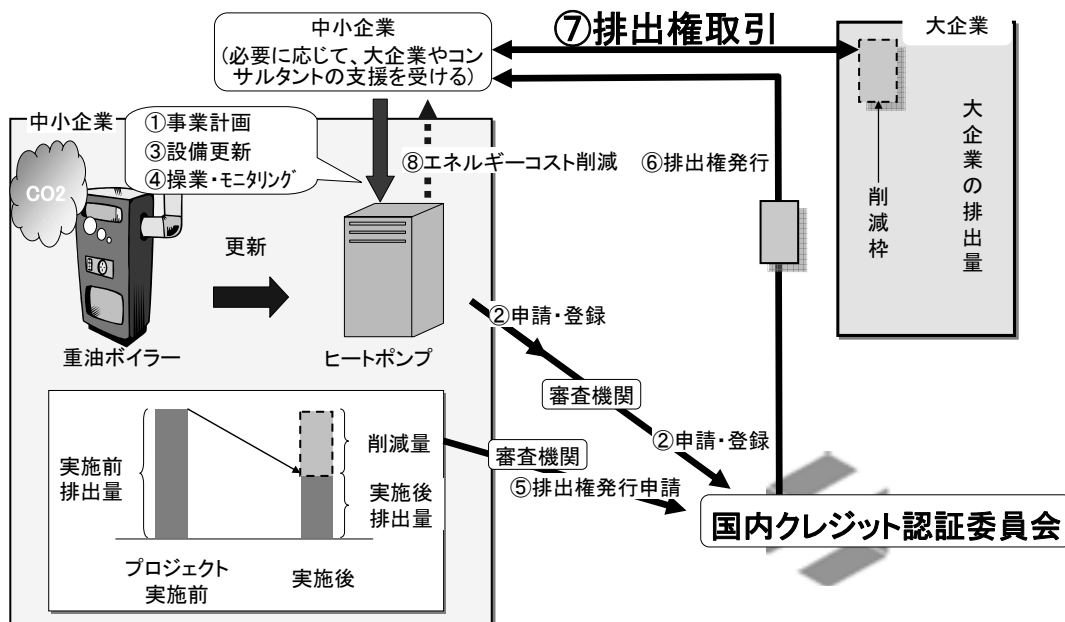 中小企業
(必要に応じて、大企業やコン
サルタントの支援を受ける)
⑦排出権取引
大企業
大企業の排出量
削減枠
中小企業
①事業計画
③設備更新
④操業・モニタリング
⑧エネルギーコスト削減
⑥排出権発行
CO2
更新
重油ボイラー
ヒートポンプ
②申請・登録
審査機関
②申請・登録
審査機関
⑤排出権発行申請
国内クレジット認証委員会
実施前
排出量
削減量
実施後
排出量
プロジェクト
実施前
実施後